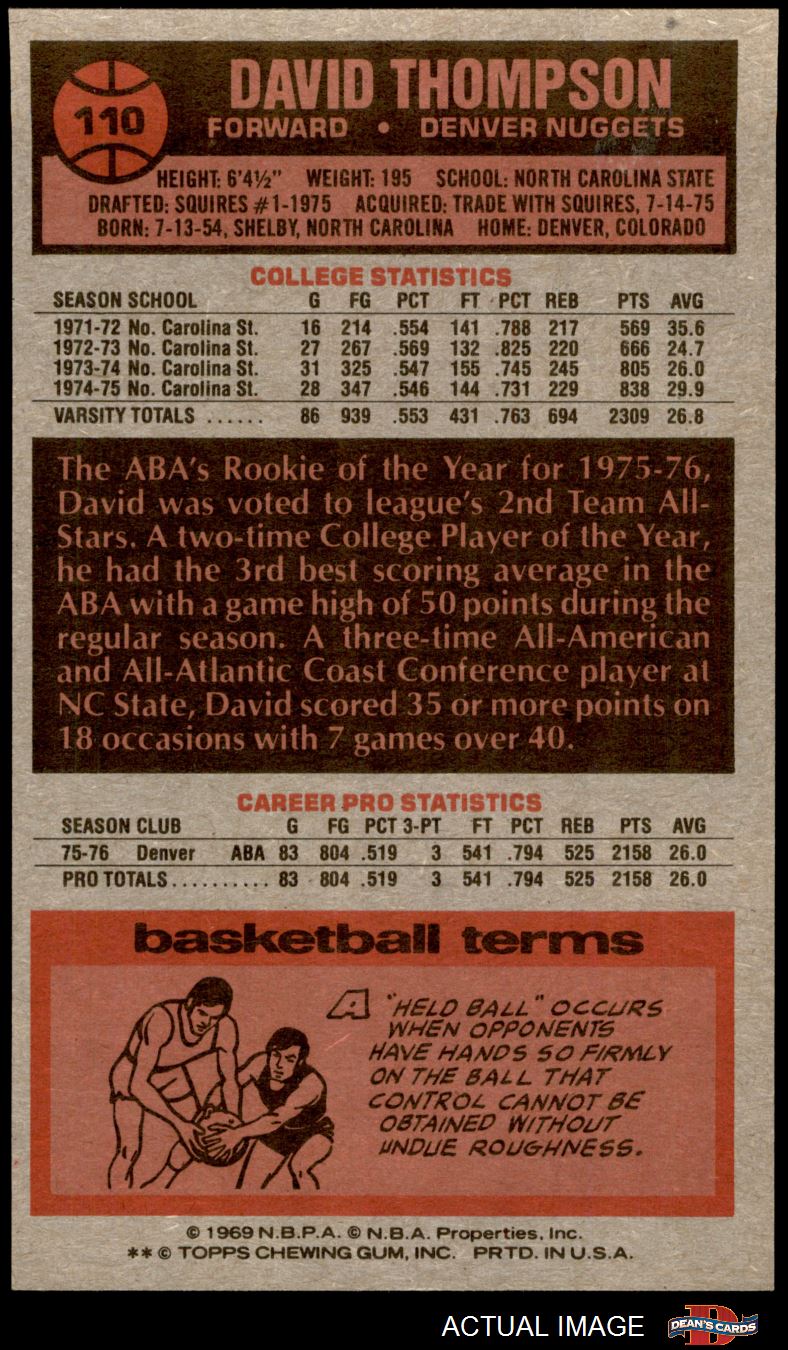 110
DAVID THOMPSON
FORWARD • DENVER NUGGETS
HEIGHT: 6'4½" WEIGHT: 195 SCHOOL: NORTH CAROLINA STATE
DRAFTED: SQUIRES #1-1975 ACQUIRED: TRADE WITH SQUIRES, 7-14-75
BORN: 7-13-54, SHELBY, NORTH CAROLINA HOME: DENVER, COLORADO
COLLEGE STATISTICS
SEASON SCHOOL G FG PCT FT PCT REB PTS AVG
1971-72 No. Carolina St. 16 214 .554 141 .788 217 569 35.6
1972-73 No. Carolina St. 27 267 .569 132 .825 220 666 24.7
1973-74 No. Carolina St. 31 325 .547 155 .745 245 805 26.0
1974-75 No. Carolina St. 28 347 .546 144 .731 229 838 29.9
VARSITY TOTALS ...... 86 939 .553 431 .763 694 2309 26.8
The ABA's Rookie of the Year for 1975-76,
David was voted to league's 2nd Team All-
Stars. A two-time College Player of the Year,
he had the 3rd best scoring average in the
ABA with a game high of 50 points during the
regular season. A three-time All-American
and All-Atlantic Coast Conference player at
NC State, David scored 35 or more points on
18 occasions with 7 games over 40.
CAREER PRO STATISTICS
SEASON CLUB G FG PCT 3-PT FT PCT REB PTS AVG
75-76 Denver ABA 83 804 .519 3 541 .794 525 2158 26.0
PRO TOTALS.......... 83 804 .519 3 541 .794 525 2158 26.0
basketball terms
A "HELD BALL" OCCURS
WHEN OPPONENTS
HAVE HANDS SO FIRMLY
ON THE BALL THAT
CONTROL CANNOT BE
OBTAINED WITHOUT
UNDUE ROUGHNESS.
© 1969 N.B.P.A. © N.B.A. Properties, Inc.
** © TOPPS CHEWING GUM, INC. PRTD. IN U.S.A.
ACTUAL IMAGE
DEAN'S CARDS